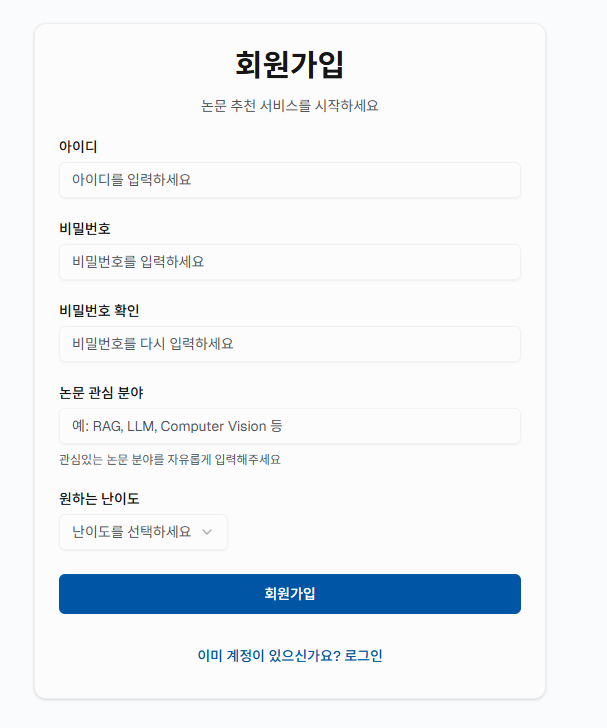 회원가입
논문 추천 서비스를 시작하세요
아이디
아이디를 입력하세요
비밀번호
비밀번호를 입력하세요
비밀번호 확인
비밀번호를 다시 입력하세요
논문 관심 분야
예: RAG, LLM, Computer Vision 등
관심있는 논문 분야를 자유롭게 입력해주세요
원하는 난이도
난이도를 선택하세요
회원가입
이미 계정이 있으신가요? 로그인